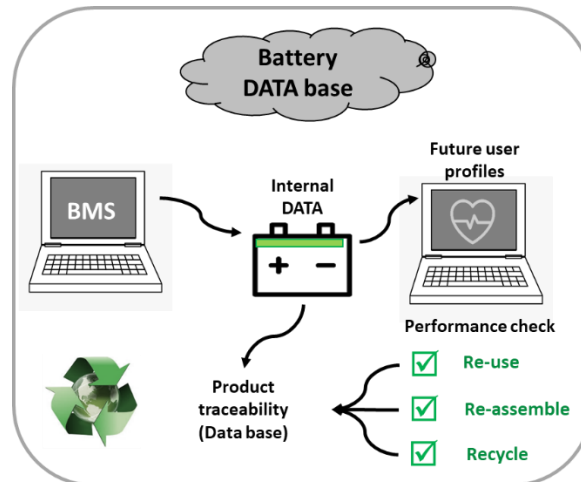 Battery
DATA base
Future user
profiles
BMS
Internal
DATA
+ −
Performance check
Product
traceability
(Data base)
Re-use
Re-assemble
Recycle